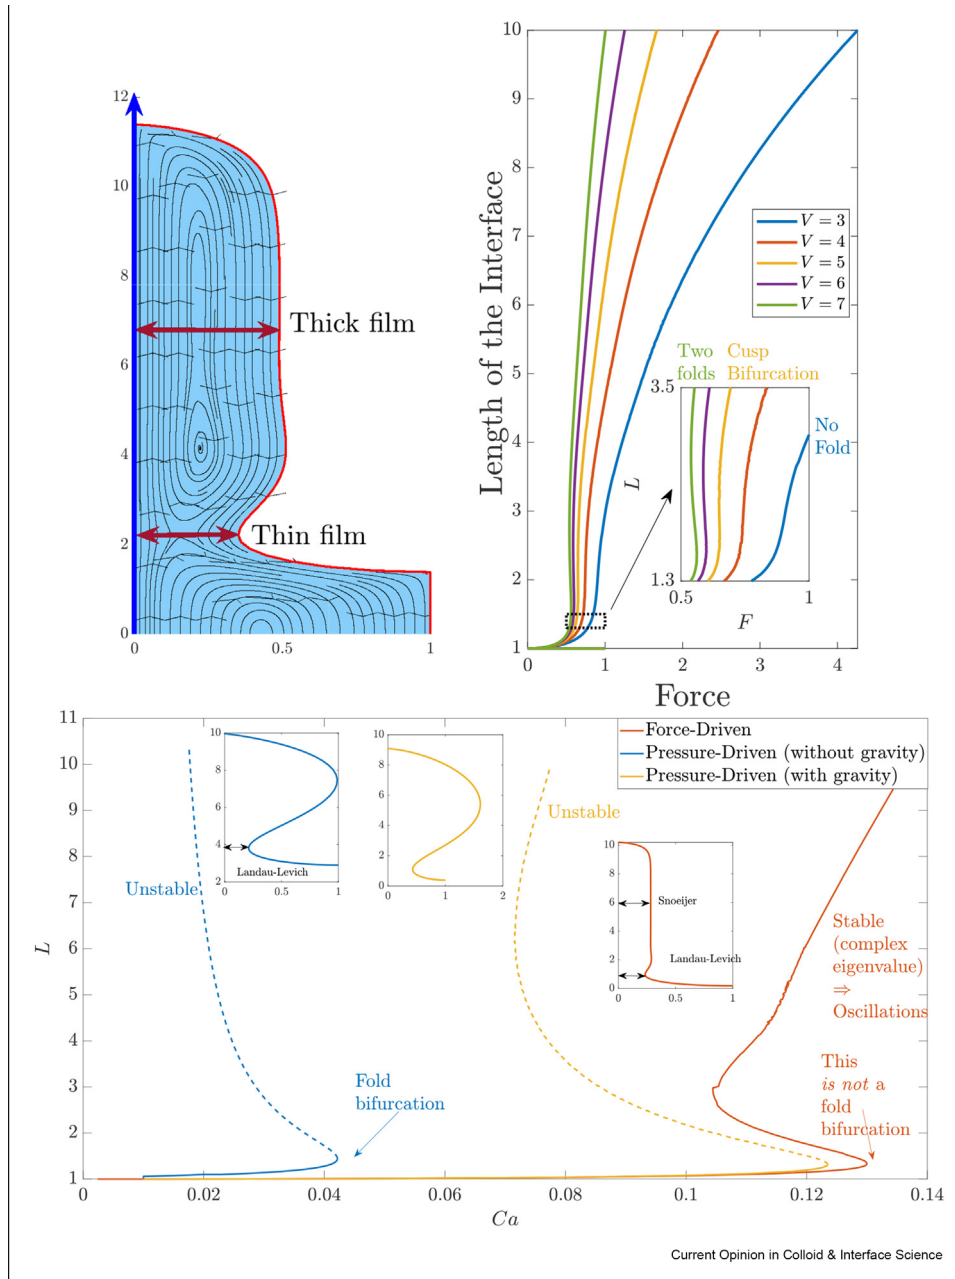 12
10
8
6
4
2
0
0
0.5
1
Thick film
Thin film
Length of the Interface
10
9
8
7
6
5
4
3
2
1
0
1
2
3
4
Force
V = 3
V = 4
V = 5
V = 6
V = 7
Two
folds
Cusp
Bifurcation
No
Fold
3.5
L
1.3
0.5
1
F
11
10
9
8
7
6
5
4
3
2
1
L
0
0.02
0.04
0.06
0.08
0.1
0.12
0.14
Ca
Force-Driven
Pressure-Driven (without gravity)
Pressure-Driven (with gravity)
10
8
6
4
2
0
0.5
1
Landau-Levich
10
8
6
4
2
0
0
1
2
10
8
6
4
2
0
0
0.5
1
Snoeijer
Landau-Levich
Unstable
Unstable
Fold
bifurcation
Stable
(complex
eigenvalue)
⇒
Oscillations
This
is not a
fold
bifurcation
Current Opinion in Colloid & Interface Science